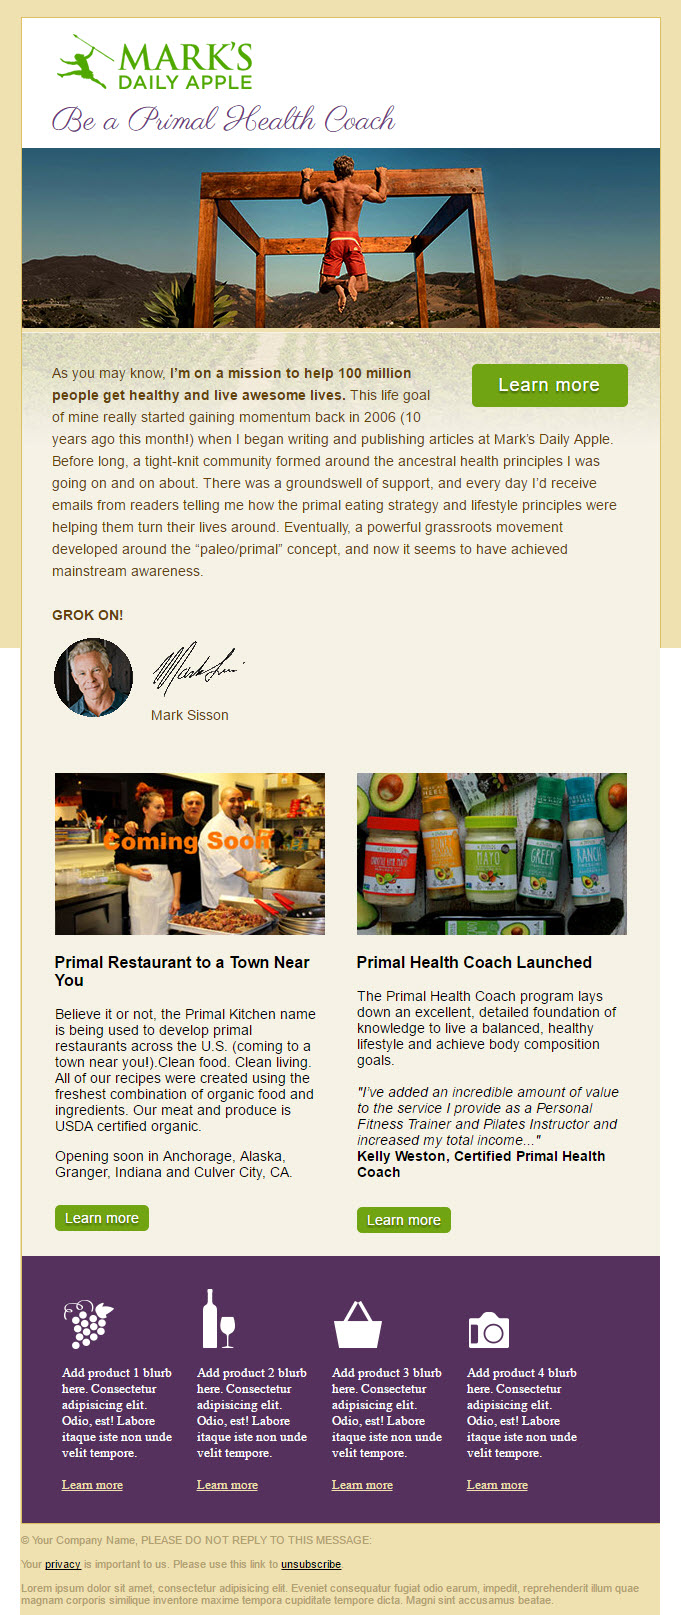 MARK'S
DAILY APPLE
Be a Primal Health Coach
As you may know, I'm on a mission to help 100 million
people get healthy and live awesome lives. This life goal
of mine really started gaining momentum back in 2006 (10
years ago this month!) when I began writing and publishing articles at Mark's Daily Apple.
Before long, a tight-knit community formed around the ancestral health principles I was
going on and on about. There was a groundswell of support, and every day I'd receive
emails from readers telling me how the primal eating strategy and lifestyle principles were
helping them turn their lives around. Eventually, a powerful grassroots movement
developed around the “paleo/primal” concept, and now it seems to have achieved
mainstream awareness.
Learn more
GROK ON!
Mark Sisson
Coming Soon
Primal Restaurant to a Town Near
You
Believe it or not, the Primal Kitchen name
is being used to develop primal
restaurants across the U.S. (coming to a
town near you!).Clean food. Clean living.
All of our recipes were created using the
freshest combination of organic food and
ingredients. Our meat and produce is
USDA certified organic.
Opening soon in Anchorage, Alaska,
Granger, Indiana and Culver City, CA.
Learn more
MAYO
GREEK
RANCH
Primal Health Coach Launched
The Primal Health Coach program lays
down an excellent, detailed foundation of
knowledge to live a balanced, healthy
lifestyle and achieve body composition
goals.
"I've added an incredible amount of value
to the service I provide as a Personal
Fitness Trainer and Pilates Instructor and
increased my total income..."
Kelly Weston, Certified Primal Health
Coach
Learn more
Add product 1 blurb
here. Consectetur
adipisicing elit.
Odio, est! Labore
itaque iste non unde
velit tempore.
Learn more
Add product 2 blurb
here. Consectetur
adipisicing elit.
Odio, est! Labore
itaque iste non unde
velit tempore.
Learn more
Add product 3 blurb
here. Consectetur
adipisicing elit.
Odio, est! Labore
itaque iste non unde
velit tempore.
Learn more
Add product 4 blurb
here. Consectetur
adipisicing elit.
Odio, est! Labore
itaque iste non unde
velit tempore.
Learn more
© Your Company Name, PLEASE DO NOT REPLY TO THIS MESSAGE:
Your privacy is important to us. Please use this link to unsubscribe.
Lorem ipsum dolor sit amet, consectetur adipisicing elit. Eveniet consequatur fugiat odio earum, impedit, reprehenderit illum quae
magnam corporis similique inventore maxime tempora cupiditate tempore dicta. Magni sint accusamus beatae.